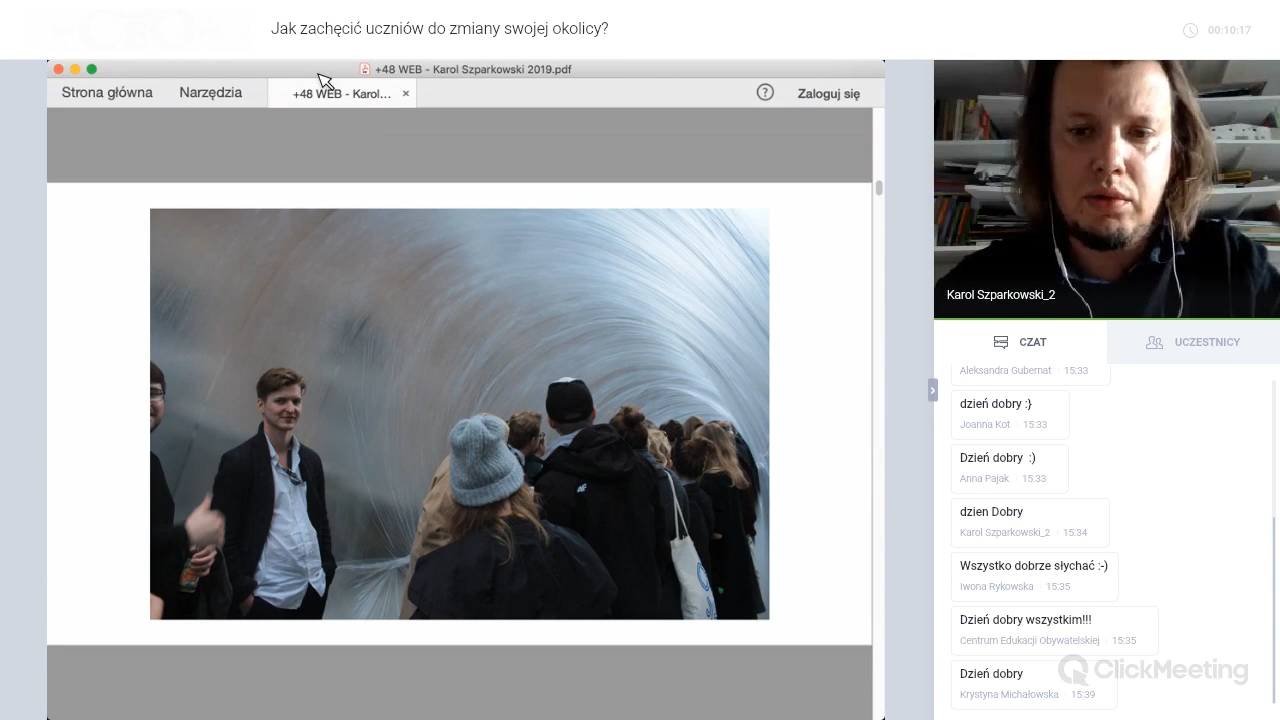 Jak zachęcić uczniów do zmiany swojej okolicy?
00:10:17
+48 WEB - Karol Szparkowski 2019.pdf
Strona główna
Narzędzia
+48 WEB - Karol...
×
?
Zaloguj się
Karol Szparkowski_2
CZAT
UCZESTNICY
Aleksandra Gubernat · 15:33
dzień dobry :}
Joanna Kot · 15:33
Dzień dobry :)
Anna Pajak · 15:33
dzien Dobry
Karol Szparkowski_2 · 15:34
Wszystko dobrze słychać :-)
Iwona Rykowska · 15:35
Dzień dobry wszystkim!!!
Centrum Edukacji Obywatelskiej · 15:35
Dzień dobry
Krystyna Michałowska · 15:39
ClickMeeting